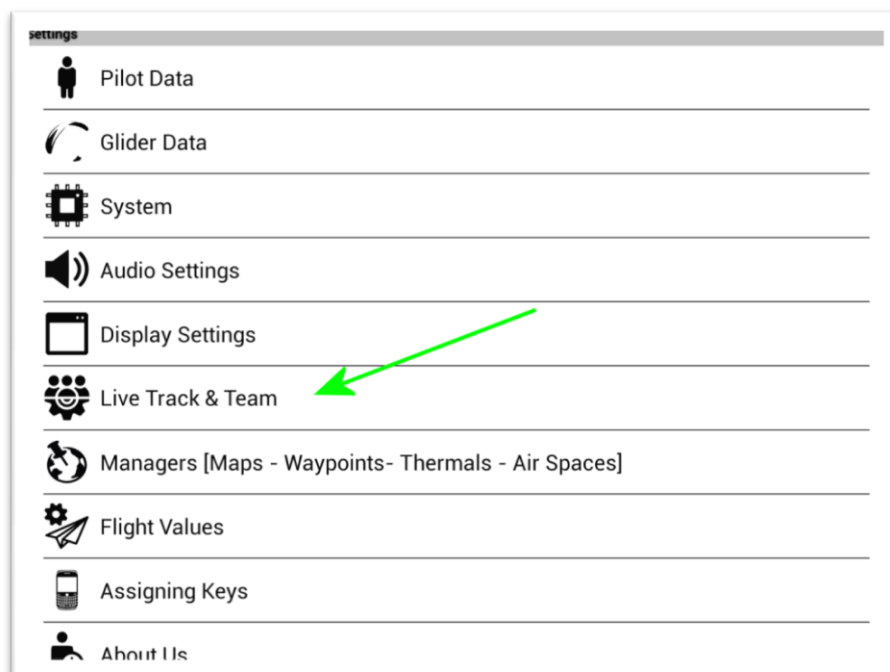 Settings
Pilot Data
Glider Data
System
Audio Settings
Display Settings
Live Track & Team
Managers [Maps - Waypoints- Thermals - Air Spaces]
Flight Values
Assigning Keys
About Us